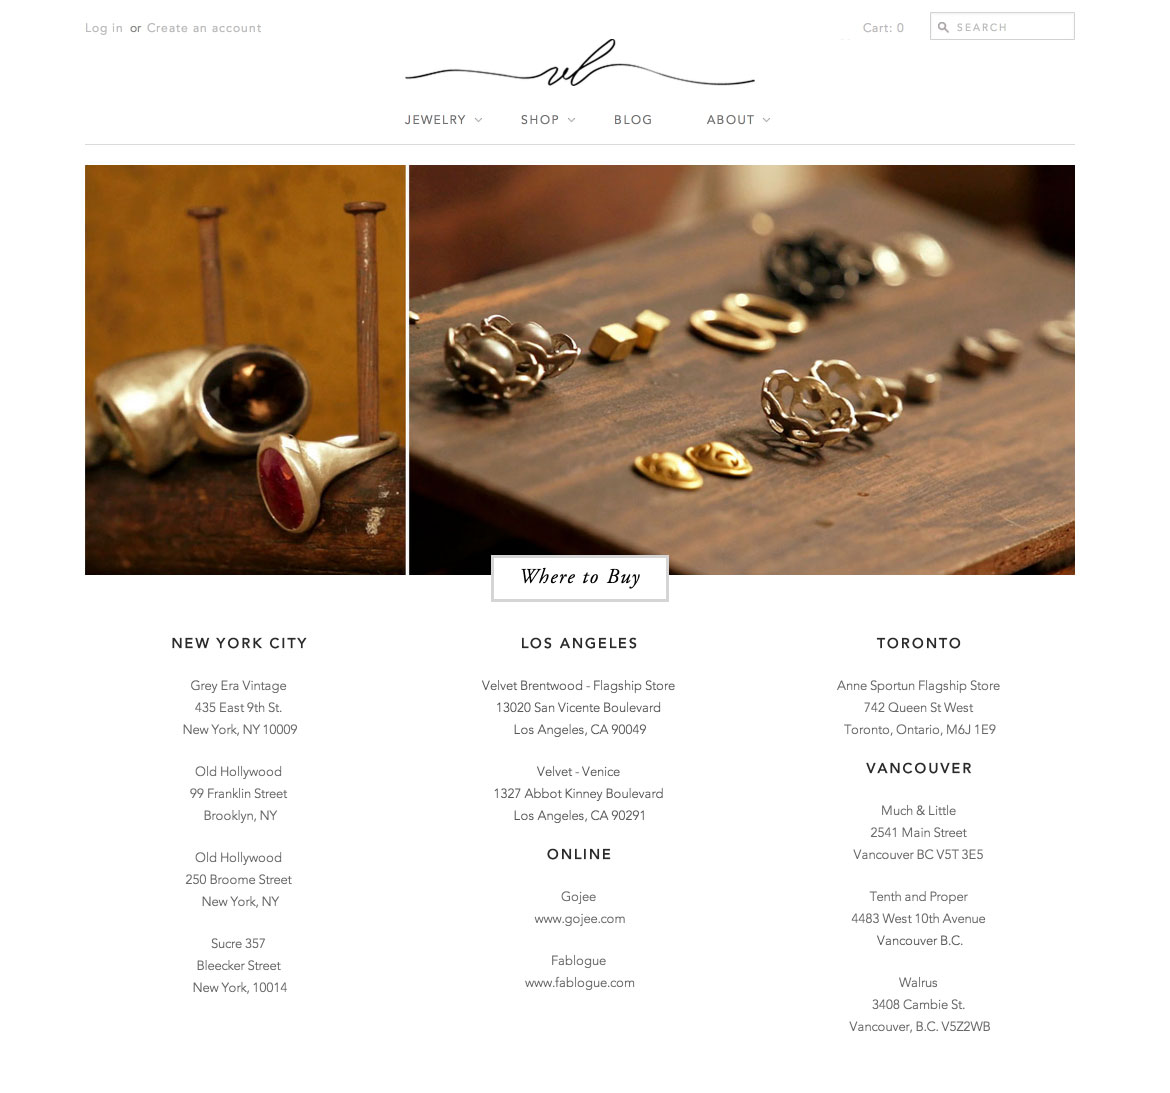 Log in or Create an account
Cart: 0
SEARCH
vb
JEWELRY SHOP BLOG ABOUT
Where to Buy
NEW YORK CITY
Grey Era Vintage
435 East 9th St.
New York, NY 10009
Old Hollywood
99 Franklin Street
Brooklyn, NY
Old Hollywood
250 Broome Street
New York, NY
Sucre 357
Bleecker Street
New York, 10014
LOS ANGELES
Velvet Brentwood - Flagship Store
13020 San Vicente Boulevard
Los Angeles, CA 90049
Velvet - Venice
1327 Abbot Kinney Boulevard
Los Angeles, CA 90291
ONLINE
Gojee
www.gojee.com
Fablogue
www.fablogue.com
TORONTO
Anne Sportun Flagship Store
742 Queen St West
Toronto, Ontario, M6J 1E9
VANCOUVER
Much & Little
2541 Main Street
Vancouver BC V5T 3E5
Tenth and Proper
4483 West 10th Avenue
Vancouver B.C.
Walrus
3408 Cambie St.
Vancouver, B.C. V5Z2WB